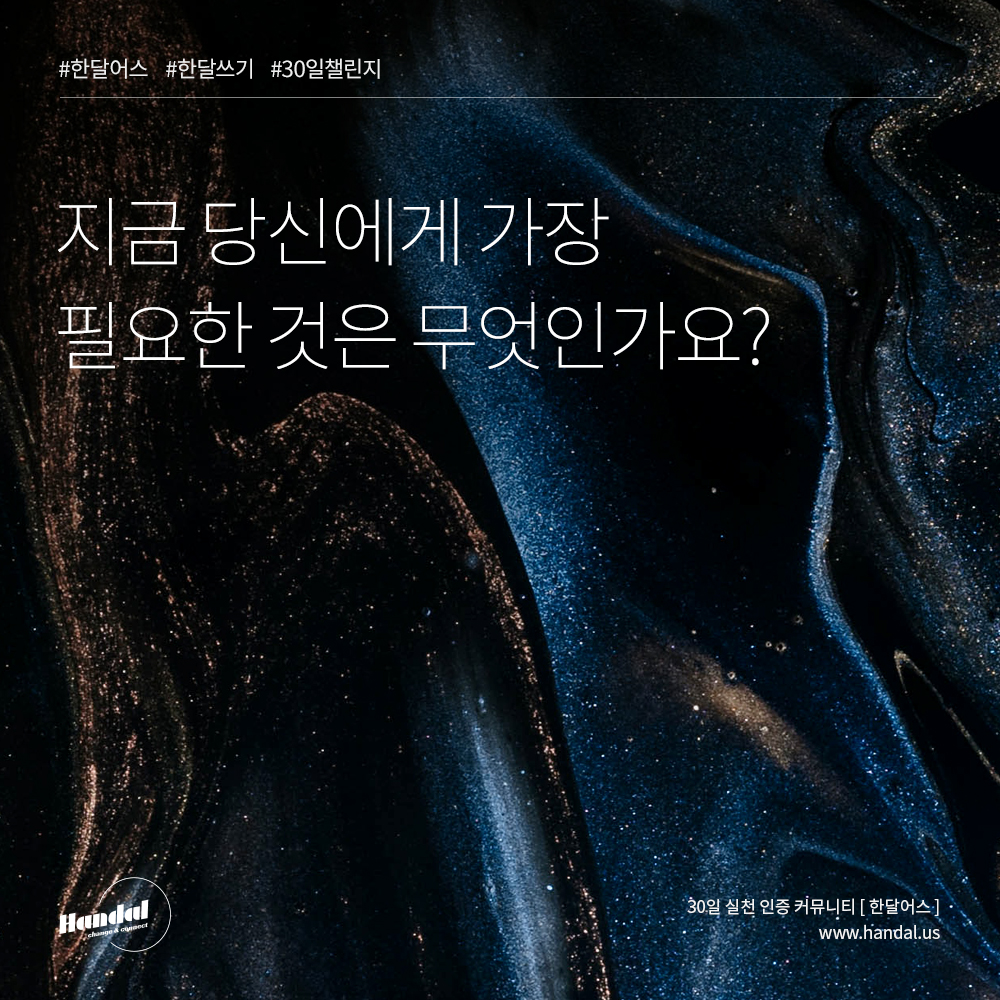 #한달어스 #한달쓰기 #30일챌린지
지금 당신에게 가장
필요한 것은 무엇인가요?
Handal
change & connect
30일 실천 인증 커뮤니티 [ 한달어스 ]
www.handal.us